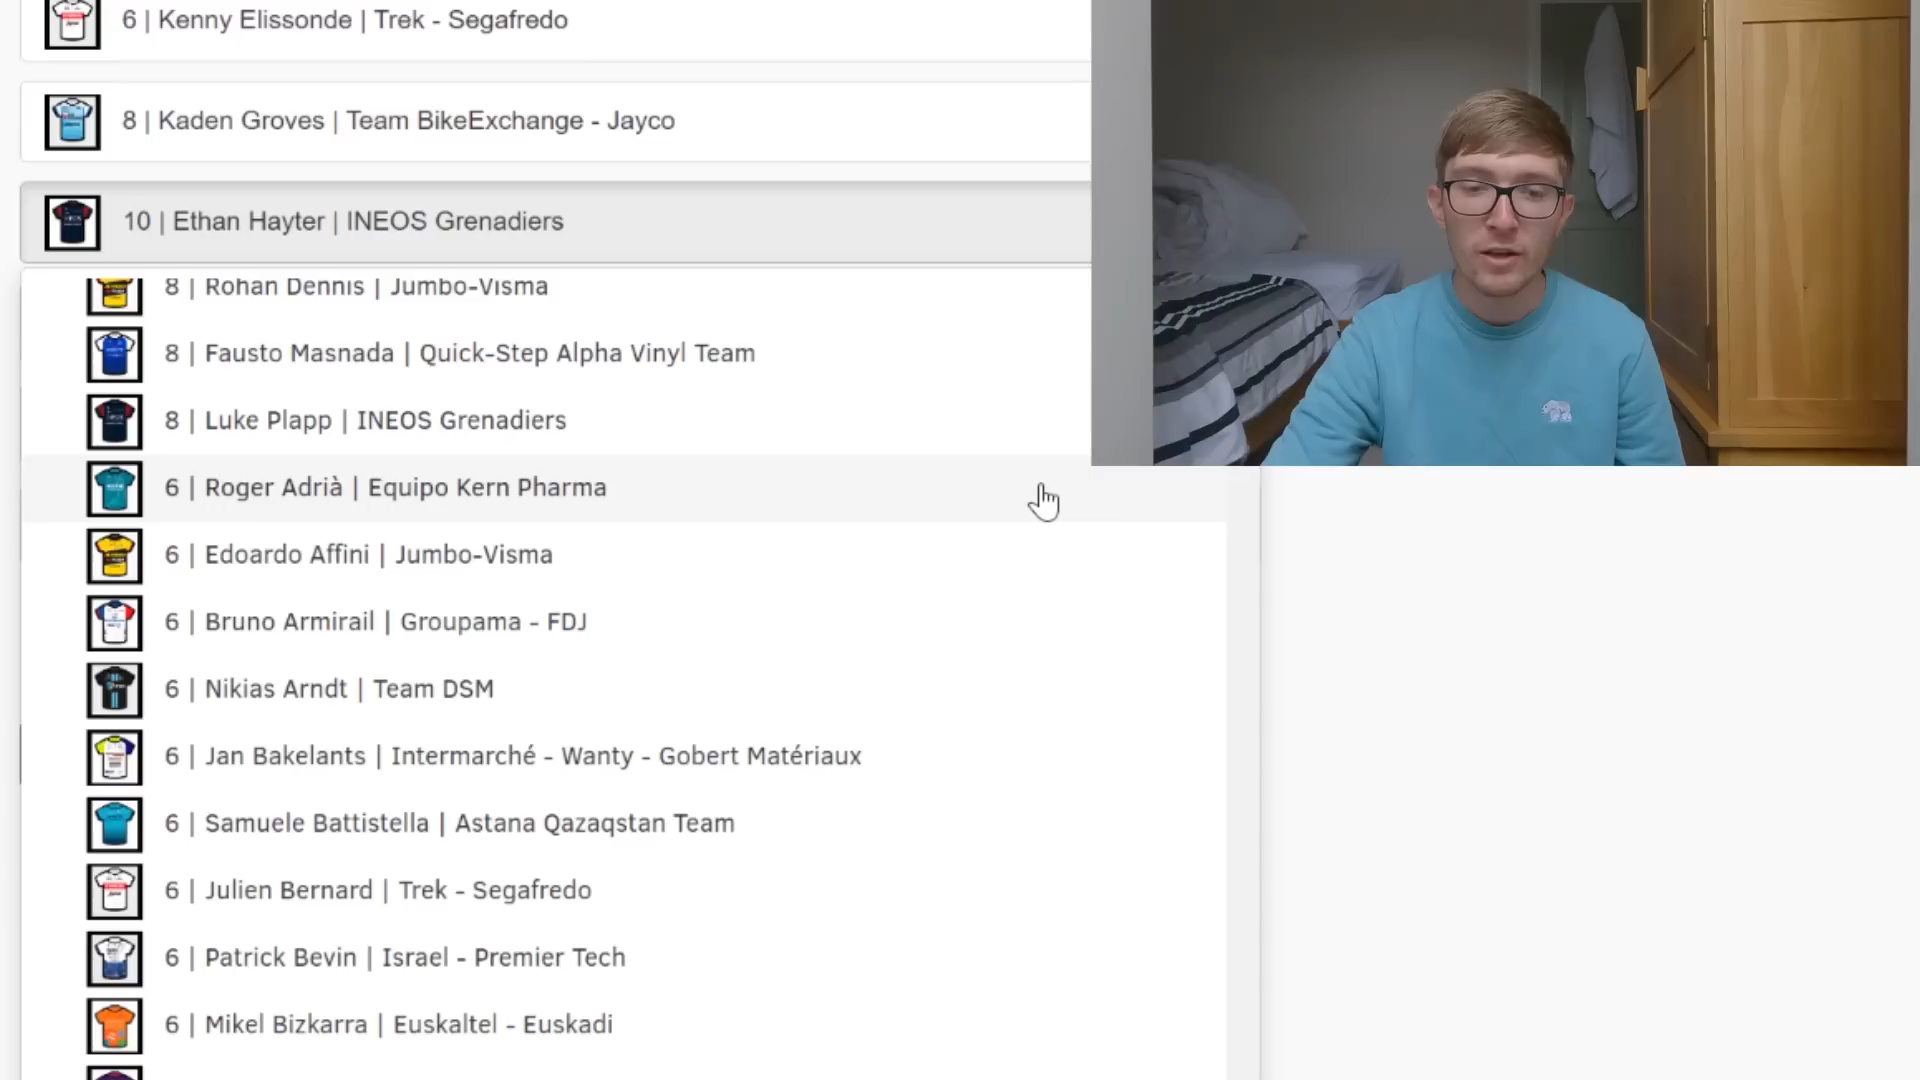 6 | Kenny Elissonde | Trek - Segafredo
8 | Kaden Groves | Team BikeExchange - Jayco
10 | Ethan Hayter | INEOS Grenadiers
8 | Rohan Dennis | Jumbo-Visma
8 | Fausto Masnada | Quick-Step Alpha Vinyl Team
8 | Luke Plapp | INEOS Grenadiers
6 | Roger Adrià | Equipo Kern Pharma
6 | Edoardo Affini | Jumbo-Visma
6 | Bruno Armirail | Groupama - FDJ
6 | Nikias Arndt | Team DSM
6 | Jan Bakelants | Intermarché - Wanty - Gobert Matériaux
6 | Samuele Battistella | Astana Qazaqstan Team
6 | Julien Bernard | Trek - Segafredo
6 | Patrick Bevin | Israel - Premier Tech
6 | Mikel Bizkarra | Euskaltel - Euskadi